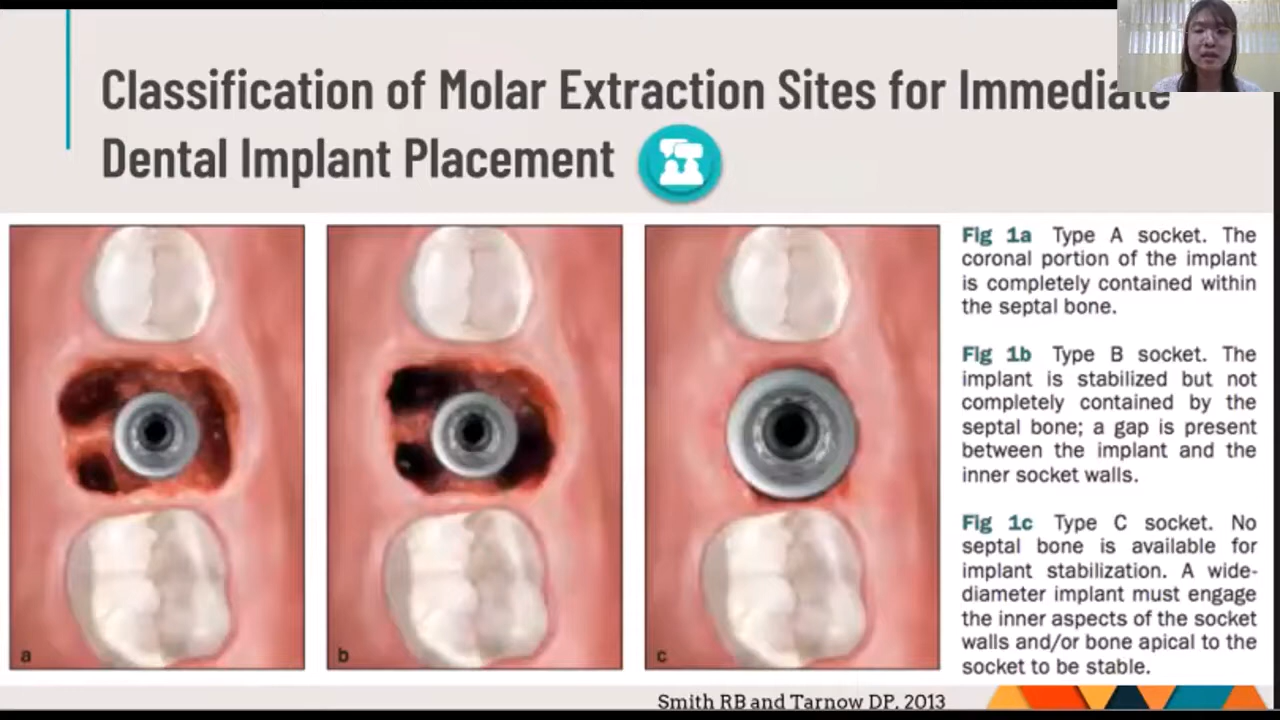 Classification of Molar Extraction Sites for Immediate
Dental Implant Placement
a
b
c
Fig 1a Type A socket. The
coronal portion of the implant
is completely contained within
the septal bone.
Fig 1b Type B socket. The
implant is stabilized but not
completely contained by the
septal bone; a gap is present
between the implant and the
inner socket walls.
Fig 1c Type C socket. No
septal bone is available for
implant stabilization. A wide-
diameter implant must engage
the inner aspects of the socket
walls and/or bone apical to the
socket to be stable.
Smith RB and Tarnow DP, 2013